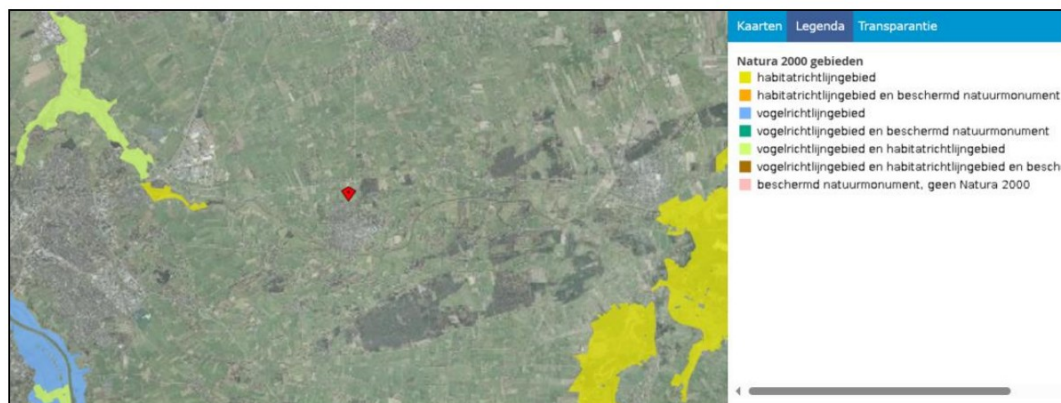 Kaarten Legenda Transparantie
Natura 2000 gebieden
habitatrichtlijngebied
habitatrichtlijngebied en beschermd natuurmonument
vogelrichtlijngebied
vogelrichtlijngebied en beschermd natuurmonument
vogelrichtlijngebied en habitatrichtlijngebied
vogelrichtlijngebied en habitatrichtlijngebied en besch
beschermd natuurmonument, geen Natura 2000